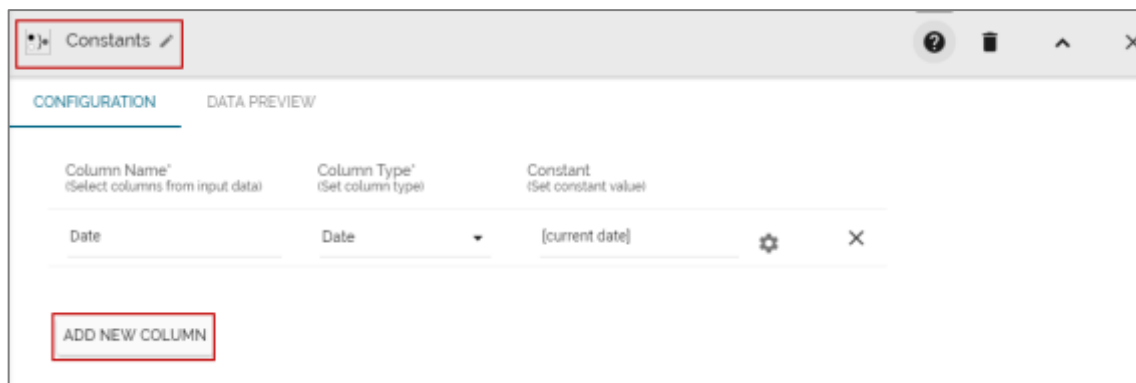 Constants
CONFIGURATION DATA PREVIEW
Column Name* Column Type* Constant
(Select columns from input data) (Set column type) (Set constant value)
Date Date [current date]
ADD NEW COLUMN